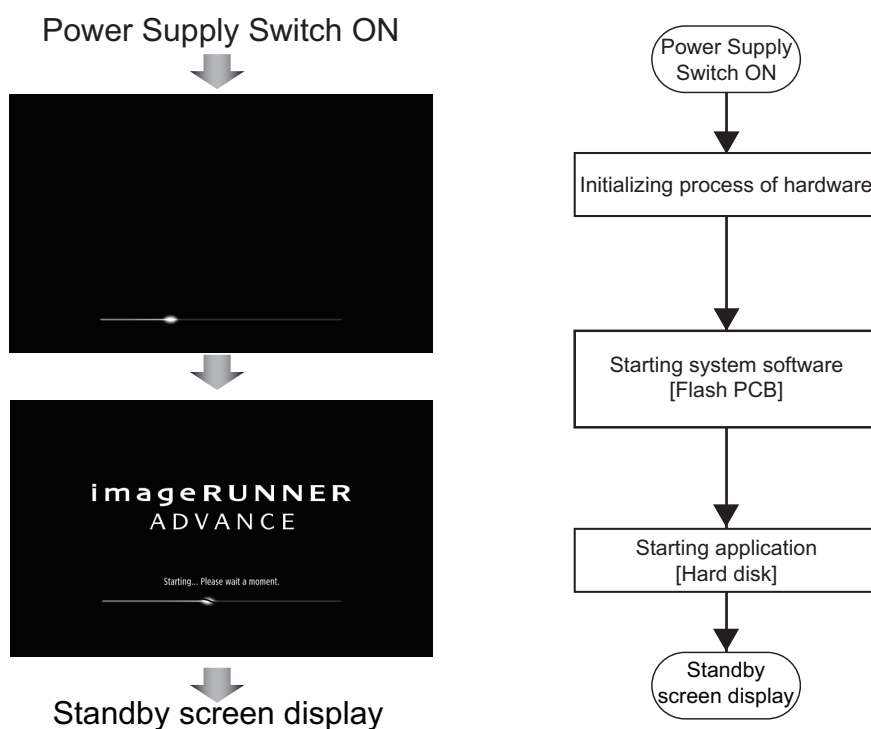 Power Supply Switch ON
imageRUNNER
ADVANCE
Starting... Please wait a moment.
Standby screen display
Power Supply
Switch ON
Initializing process of hardware
Starting system software
[Flash PCB]
Starting application
[Hard disk]
Standby
screen display